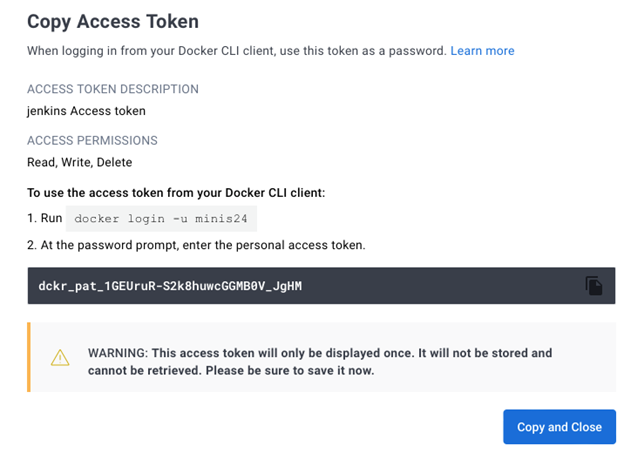 Copy Access Token
When logging in from your Docker CLI client, use this token as a password. Learn more
ACCESS TOKEN DESCRIPTION
jenkins Access token
ACCESS PERMISSIONS
Read, Write, Delete
To use the access token from your Docker CLI client:
1. Run docker login -u minis24
2. At the password prompt, enter the personal access token.
dckr_pat_1GEUruR-S2k8huwcGGMB0V_JgHM
WARNING: This access token will only be displayed once. It will not be stored and
cannot be retrieved. Please be sure to save it now.
Copy and Close